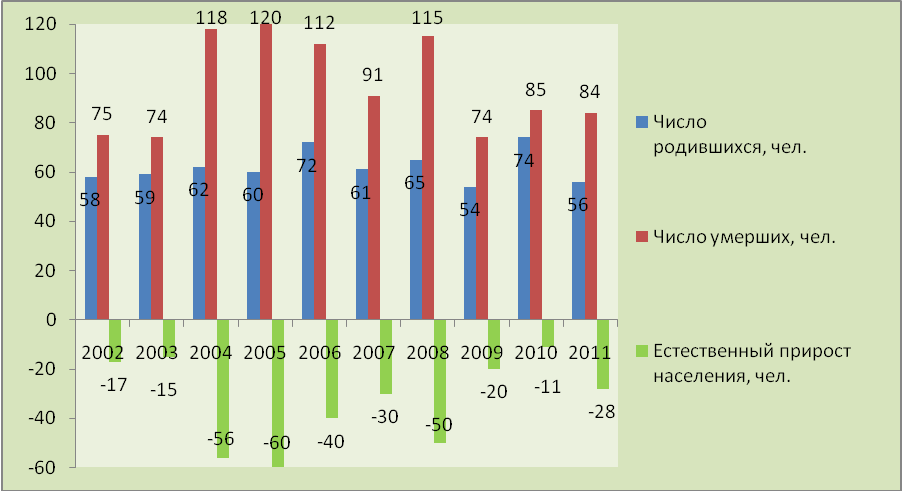 120
100
80
60
40
20
0
-20
-40
-60
75 74 118 120 112 91 115 74 85 84
58 59 62 60 72 61 65 54 74 56
2002 2003 2004 2005 2006 2007 2008 2009 2010 2011
-17 -15 -56 -60 -40 -30 -50 -20 -11 -28
Число
родившихся, чел.
Число умерших, чел.
Естественный прирост
населения, чел.